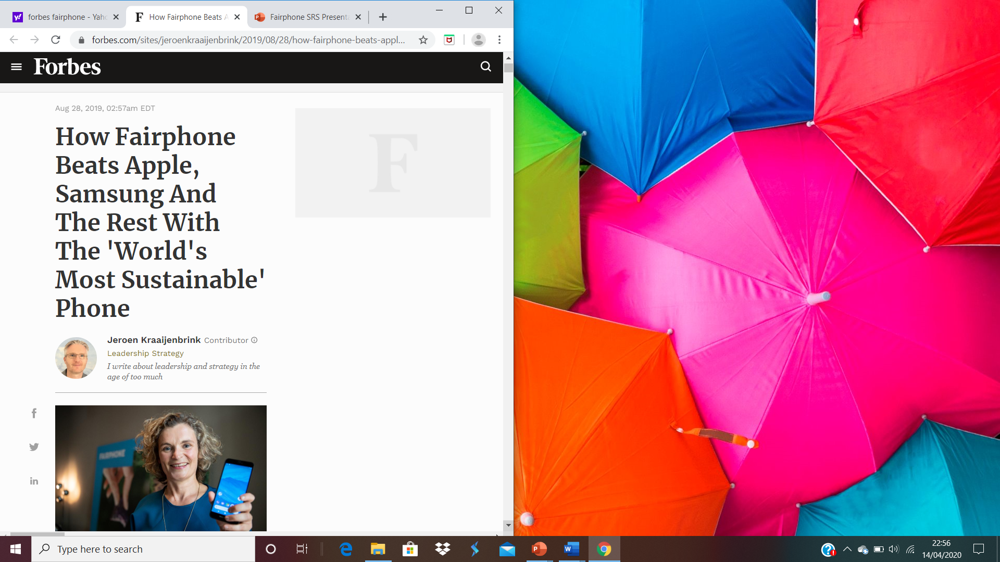 forbes fairphone - Yaho
How Fairphone Beats A
Fairphone SRS Presenta
forbes.com/sites/jeroenkraaijenbrink/2019/08/28/how-fairphone-beats-appl...
Forbes
Aug 28, 2019, 02:57am EDT
How Fairphone
Beats Apple,
Samsung And
The Rest With
The 'World's
Most Sustainable'
Phone
F
Jeroen Kraaijenbrink Contributor
Leadership Strategy
I write about leadership and strategy in the
age of too much
FAIRPHONE
Type here to search
22:56
14/04/2020